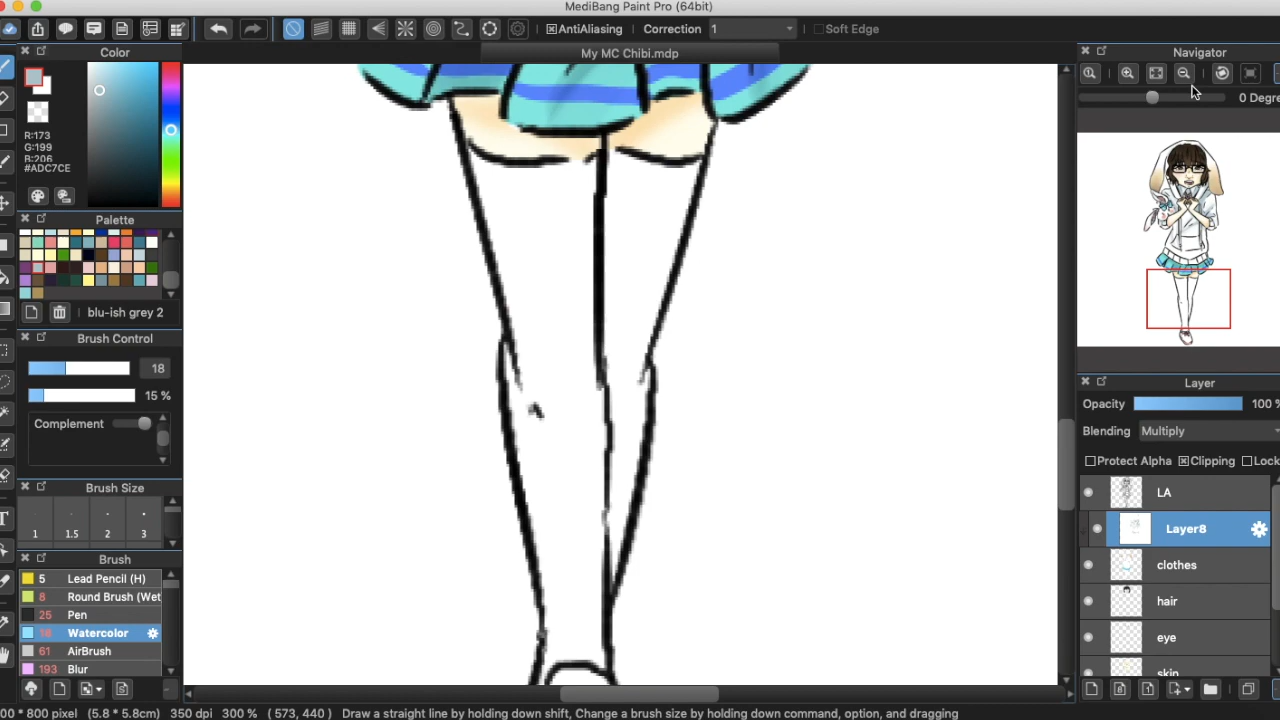 MediBang Paint Pro (64bit)
AntiAliasing Correction 1 Soft Edge
Color
My MC Chibi.mdp
Navigator
0 Degre
R:173
G:199
B:206
#ADC7CE
Palette
blu-ish grey 2
Brush Control
18
15 %
Complement
Brush Size
1 1.5 2 3
Brush
5 Lead Pencil (H)
8 Round Brush (Wet
25 Pen
18 Watercolor
61 AirBrush
193 Blur
Layer
Opacity 100 %
Blending Multiply
Protect Alpha Clipping Lock
LA
Layer8
clothes
hair
eye
skin
00 * 800 pixel (5.8 * 5.8cm) 350 dpi 300 % ( 573, 440 ) Draw a straight line by holding down shift, Change a brush size by holding down command, option, and dragging